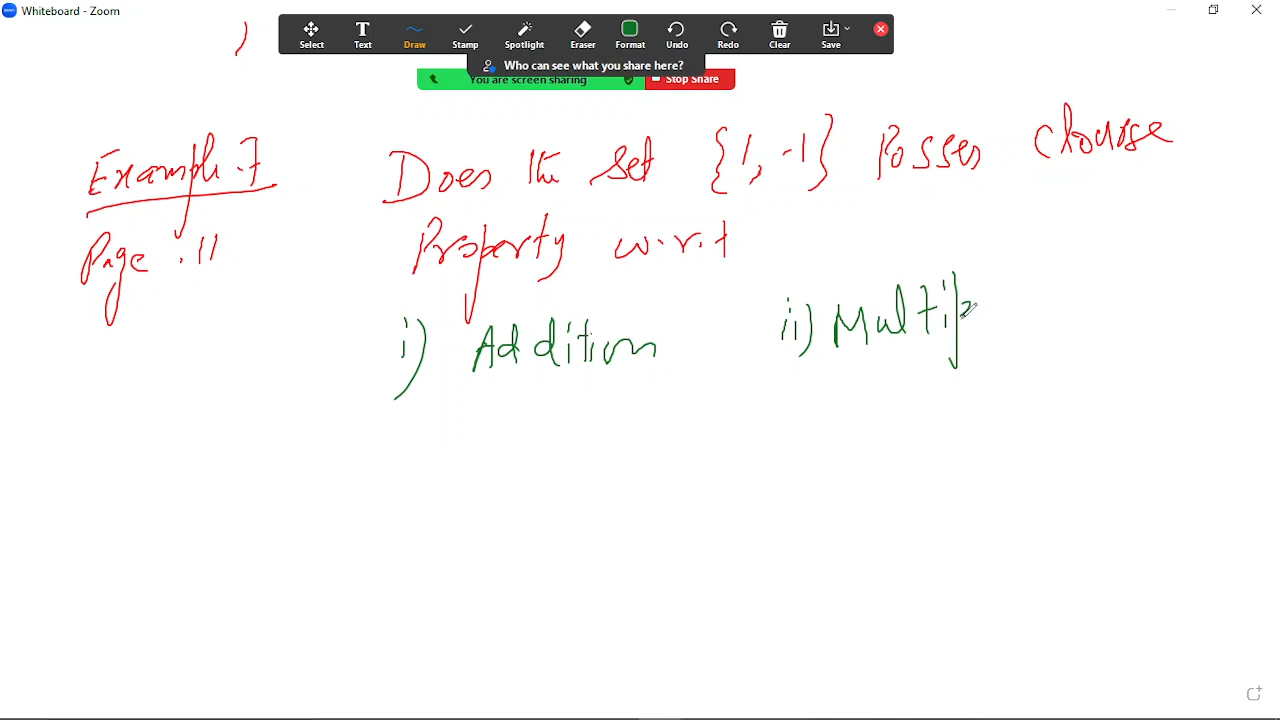 Whiteboard - Zoom
Select Text Draw Stamp Spotlight Eraser Format Undo Redo Clear Save
Who can see what you share here?
You are screen sharing Stop Share
Example.7 Does the set {1, -1} Posses closure
Page.11 Property w.r.t
i) Addition ii) Multip